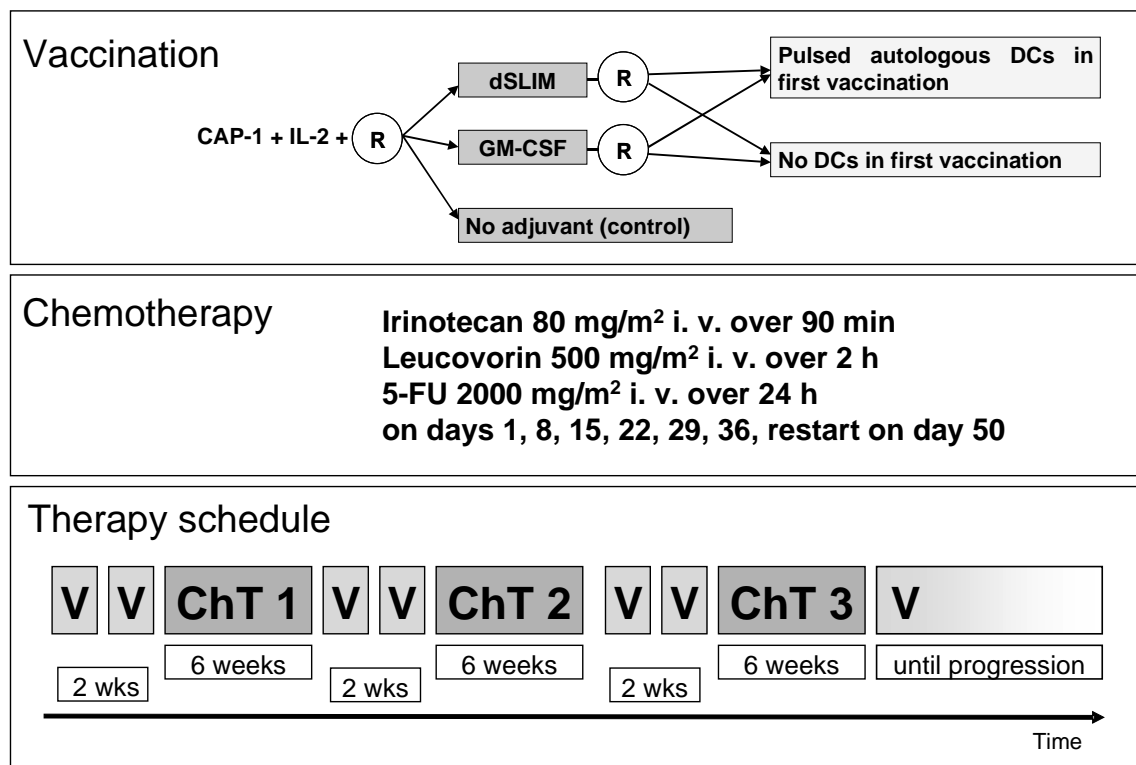 Vaccination
CAP-1 + IL-2 +
R
dSLIM
R
GM-CSF
R
No adjuvant (control)
Pulsed autologous DCs in
first vaccination
No DCs in first vaccination
Chemotherapy
Irinotecan 80 mg/m² i. v. over 90 min
Leucovorin 500 mg/m² i. v. over 2 h
5-FU 2000 mg/m² i. v. over 24 h
on days 1, 8, 15, 22, 29, 36, restart on day 50
Therapy schedule
V V ChT 1 V V ChT 2 V V ChT 3 V
6 weeks 6 weeks 6 weeks until progression
2 wks 2 wks 2 wks
Time